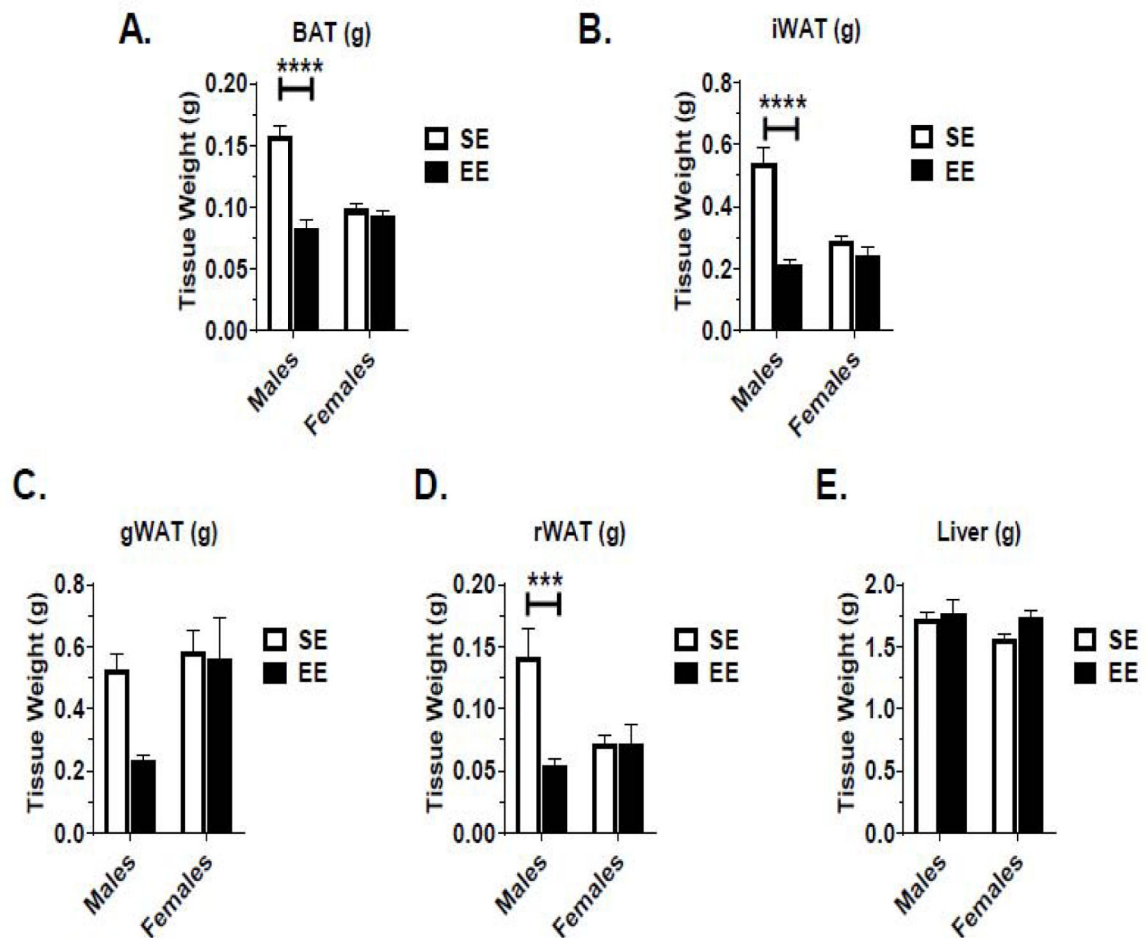 A.
BAT (g)
****
Tissue Weight (g)
0.20
0.15
0.10
0.05
0.00
Males
Females
SE
EE
B.
iWAT (g)
****
Tissue Weight (g)
0.8
0.6
0.4
0.2
0.0
Males
Females
SE
EE
C.
gWAT (g)
Tissue Weight (g)
0.8
0.6
0.4
0.2
0.0
Males
Females
SE
EE
D.
rWAT (g)
***
Tissue Weight (g)
0.20
0.15
0.10
0.05
0.00
Males
Females
SE
EE
E.
Liver (g)
Tissue Weight (g)
2.0
1.5
1.0
0.5
0.0
Males
Females
SE
EE